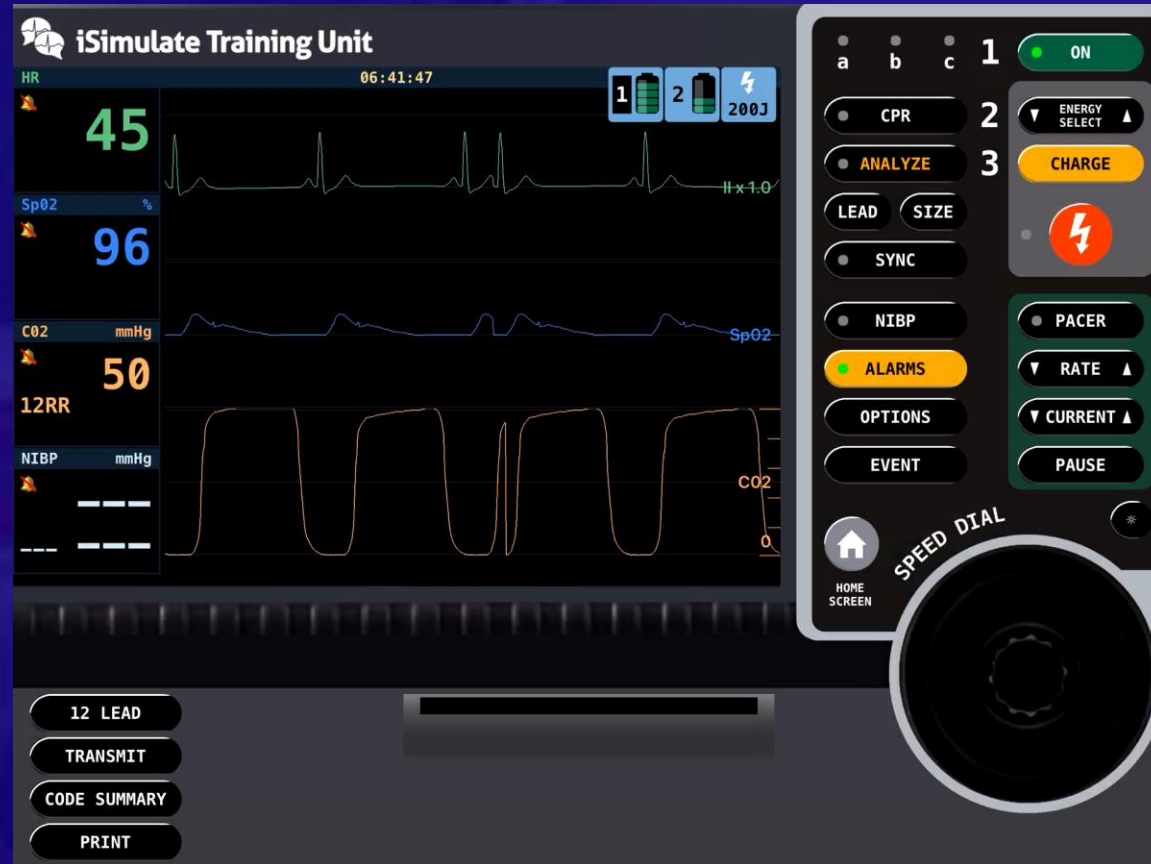 iSimulate Training Unit
HR 06:41:47
45
1 2 200J
II x 1.0
Sp02 %
96
Sp02
C02 mmHg
50
12RR
C02
0
NIBP mmHg
--- ---
--- 
a b c
1 ON
CPR
2 ENERGY
SELECT
ANALYZE
3 CHARGE
LEAD SIZE
SYNC
NIBP
PACER
ALARMS
RATE
OPTIONS
CURRENT
EVENT
PAUSE
SPEED DIAL
HOME
SCREEN
12 LEAD
TRANSMIT
CODE SUMMARY
PRINT